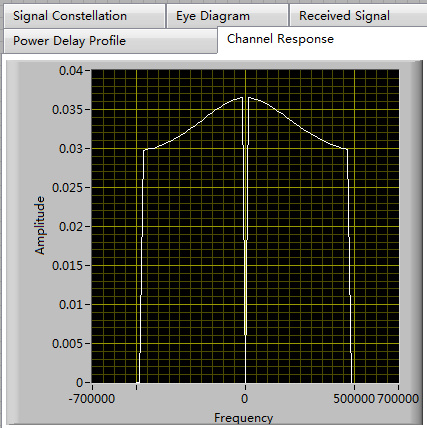 Signal Constellation Eye Diagram Received Signal
Power Delay Profile Channel Response
0.04
0.035
0.03
0.025
0.02
0.015
0.01
0.005
0
Amplitude
-700000 0 500000 700000
Frequency